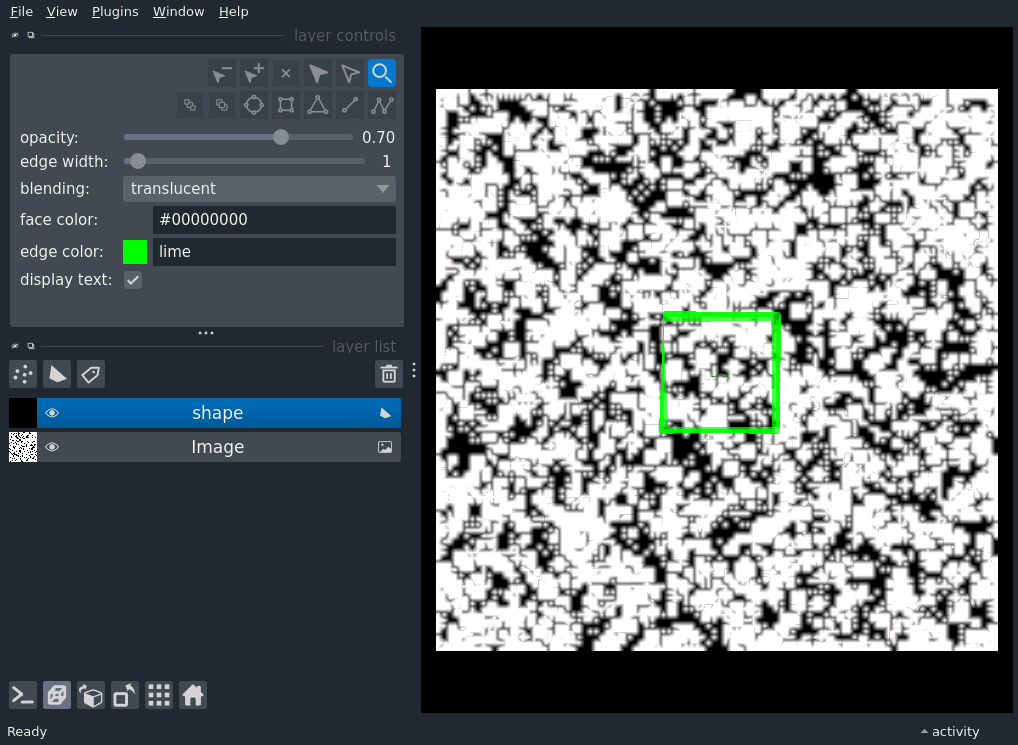 File View Plugins Window Help
layer controls
opacity: 0.70
edge width: 1
blending: translucent
face color: #00000000
edge color: lime
display text:
layer list
shape
Image
Ready activity